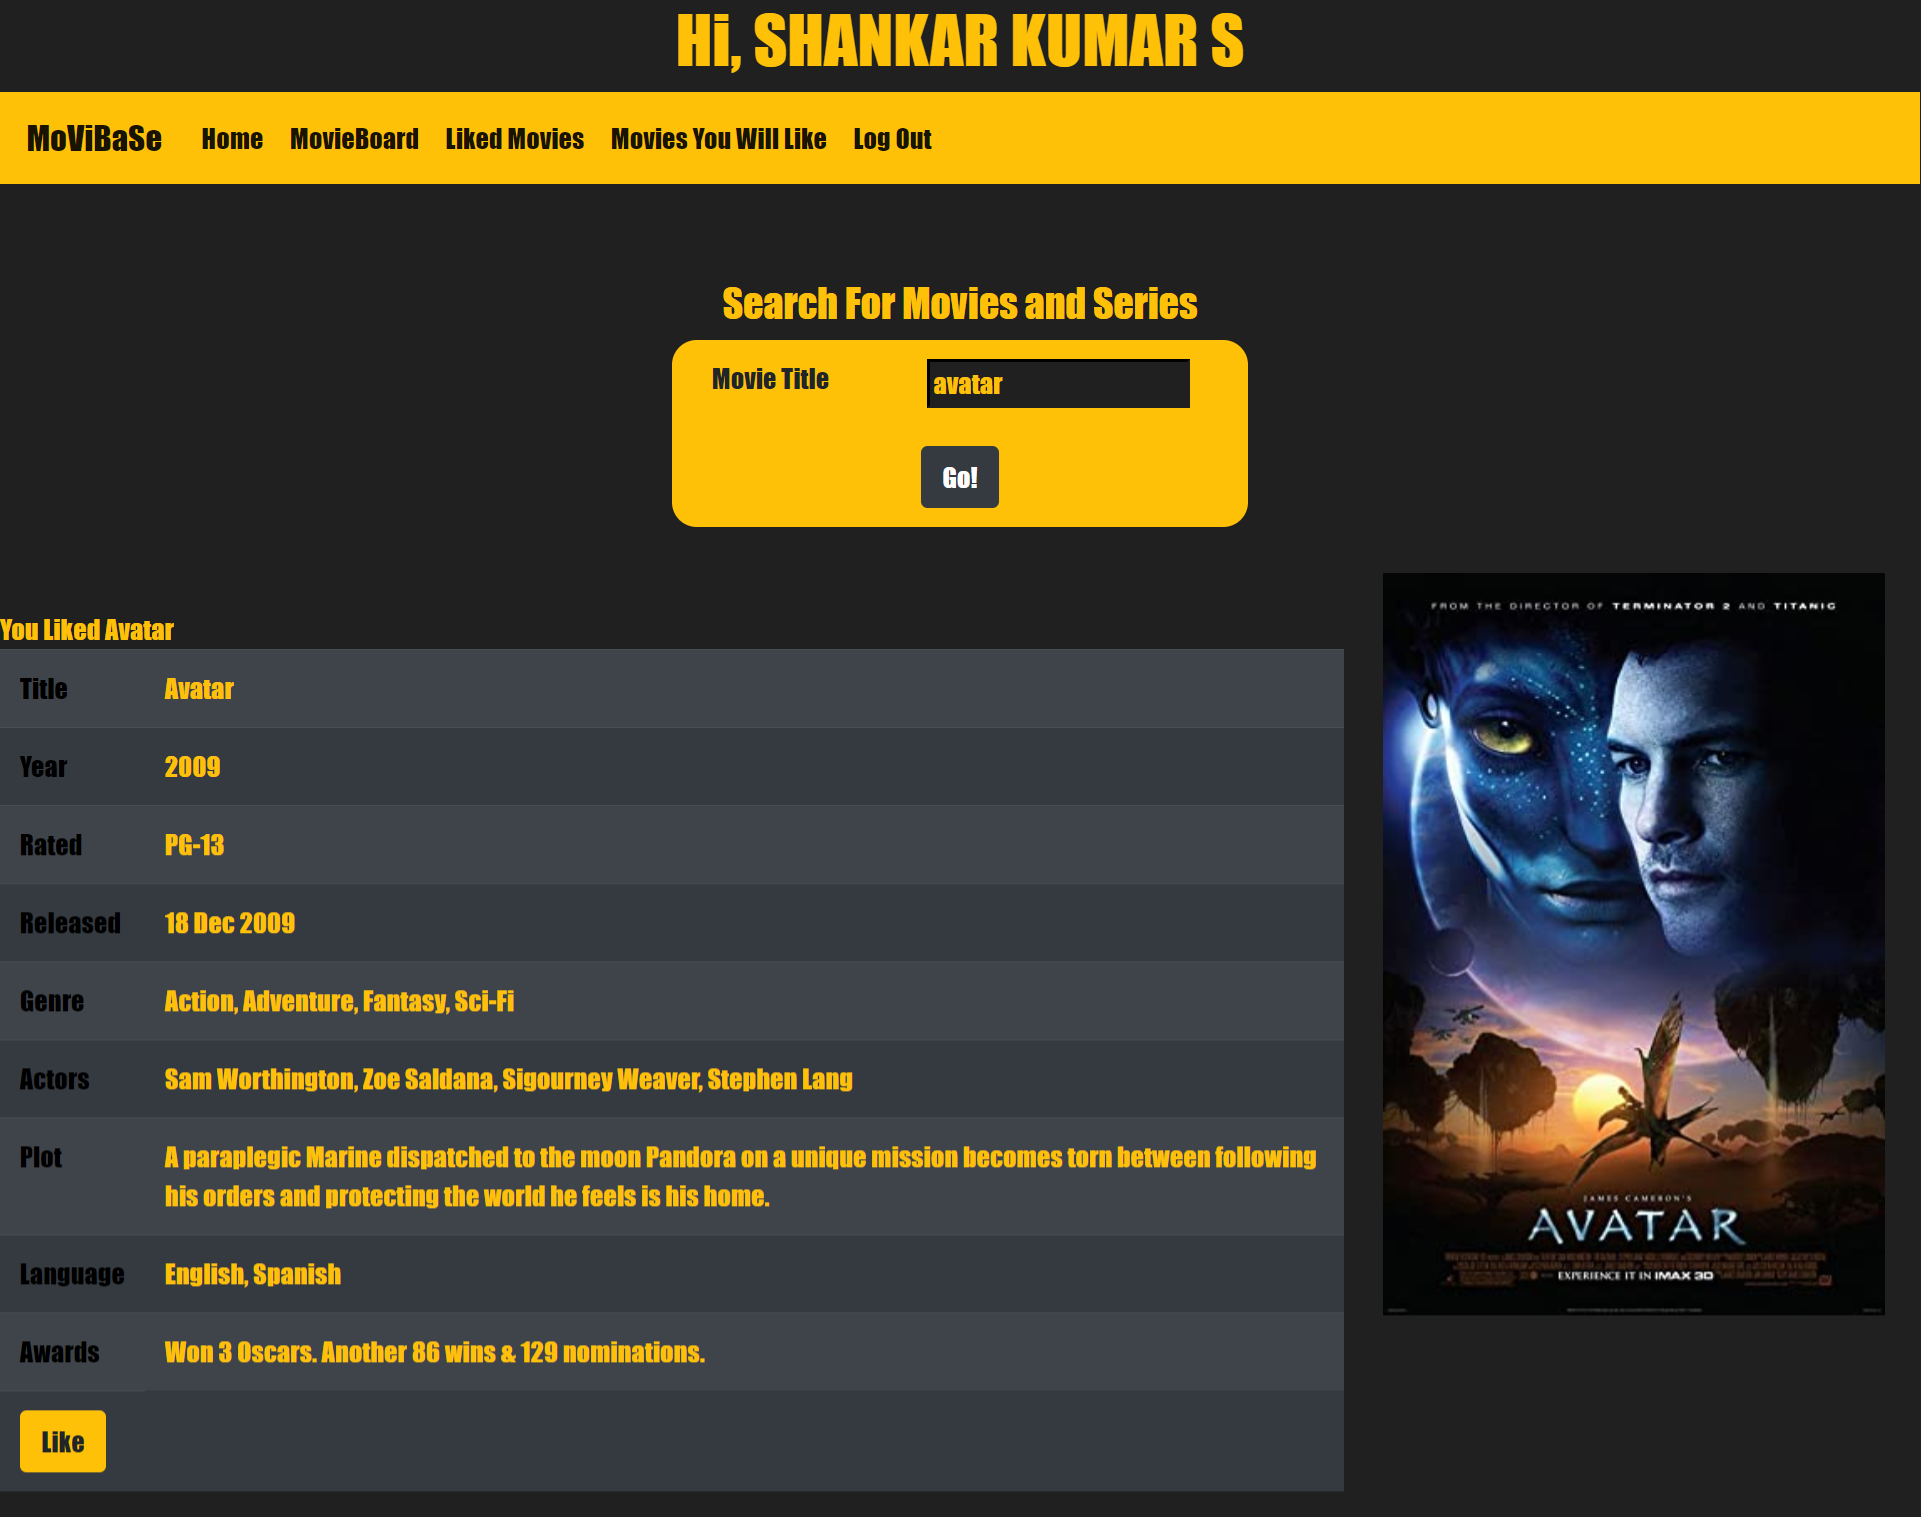 Hi, SHANKAR KUMAR S
MoViBaSe Home MovieBoard Liked Movies Movies You Will Like Log Out
Search For Movies and Series
Movie Title avatar
Go!
You Liked Avatar
Title Avatar
Year 2009
Rated PG-13
Released 18 Dec 2009
Genre Action, Adventure, Fantasy, Sci-Fi
Actors Sam Worthington, Zoe Saldana, Sigourney Weaver, Stephen Lang
Plot A paraplegic Marine dispatched to the moon Pandora on a unique mission becomes torn between following
his orders and protecting the world he feels is his home.
Language English, Spanish
Awards Won 3 Oscars. Another 86 wins & 129 nominations.
Like
FROM THE DIRECTOR OF TERMINATOR 2 AND TITANIC
JAMES CAMERON'S
AVATAR
EXPERIENCE IT IN IMAX 3D